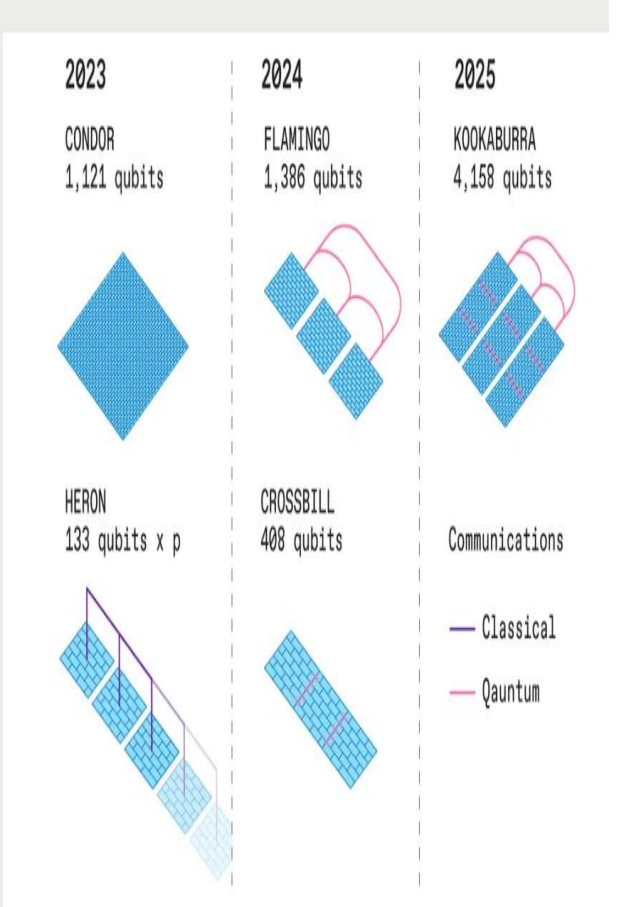 2023
CONDOR
1,121 qubits
HERON
133 qubits x p
2024
FLAMINGO
1,386 qubits
CROSSBILL
408 qubits
2025
KOOKABURRA
4,158 qubits
Communications
Classical
Qauntum